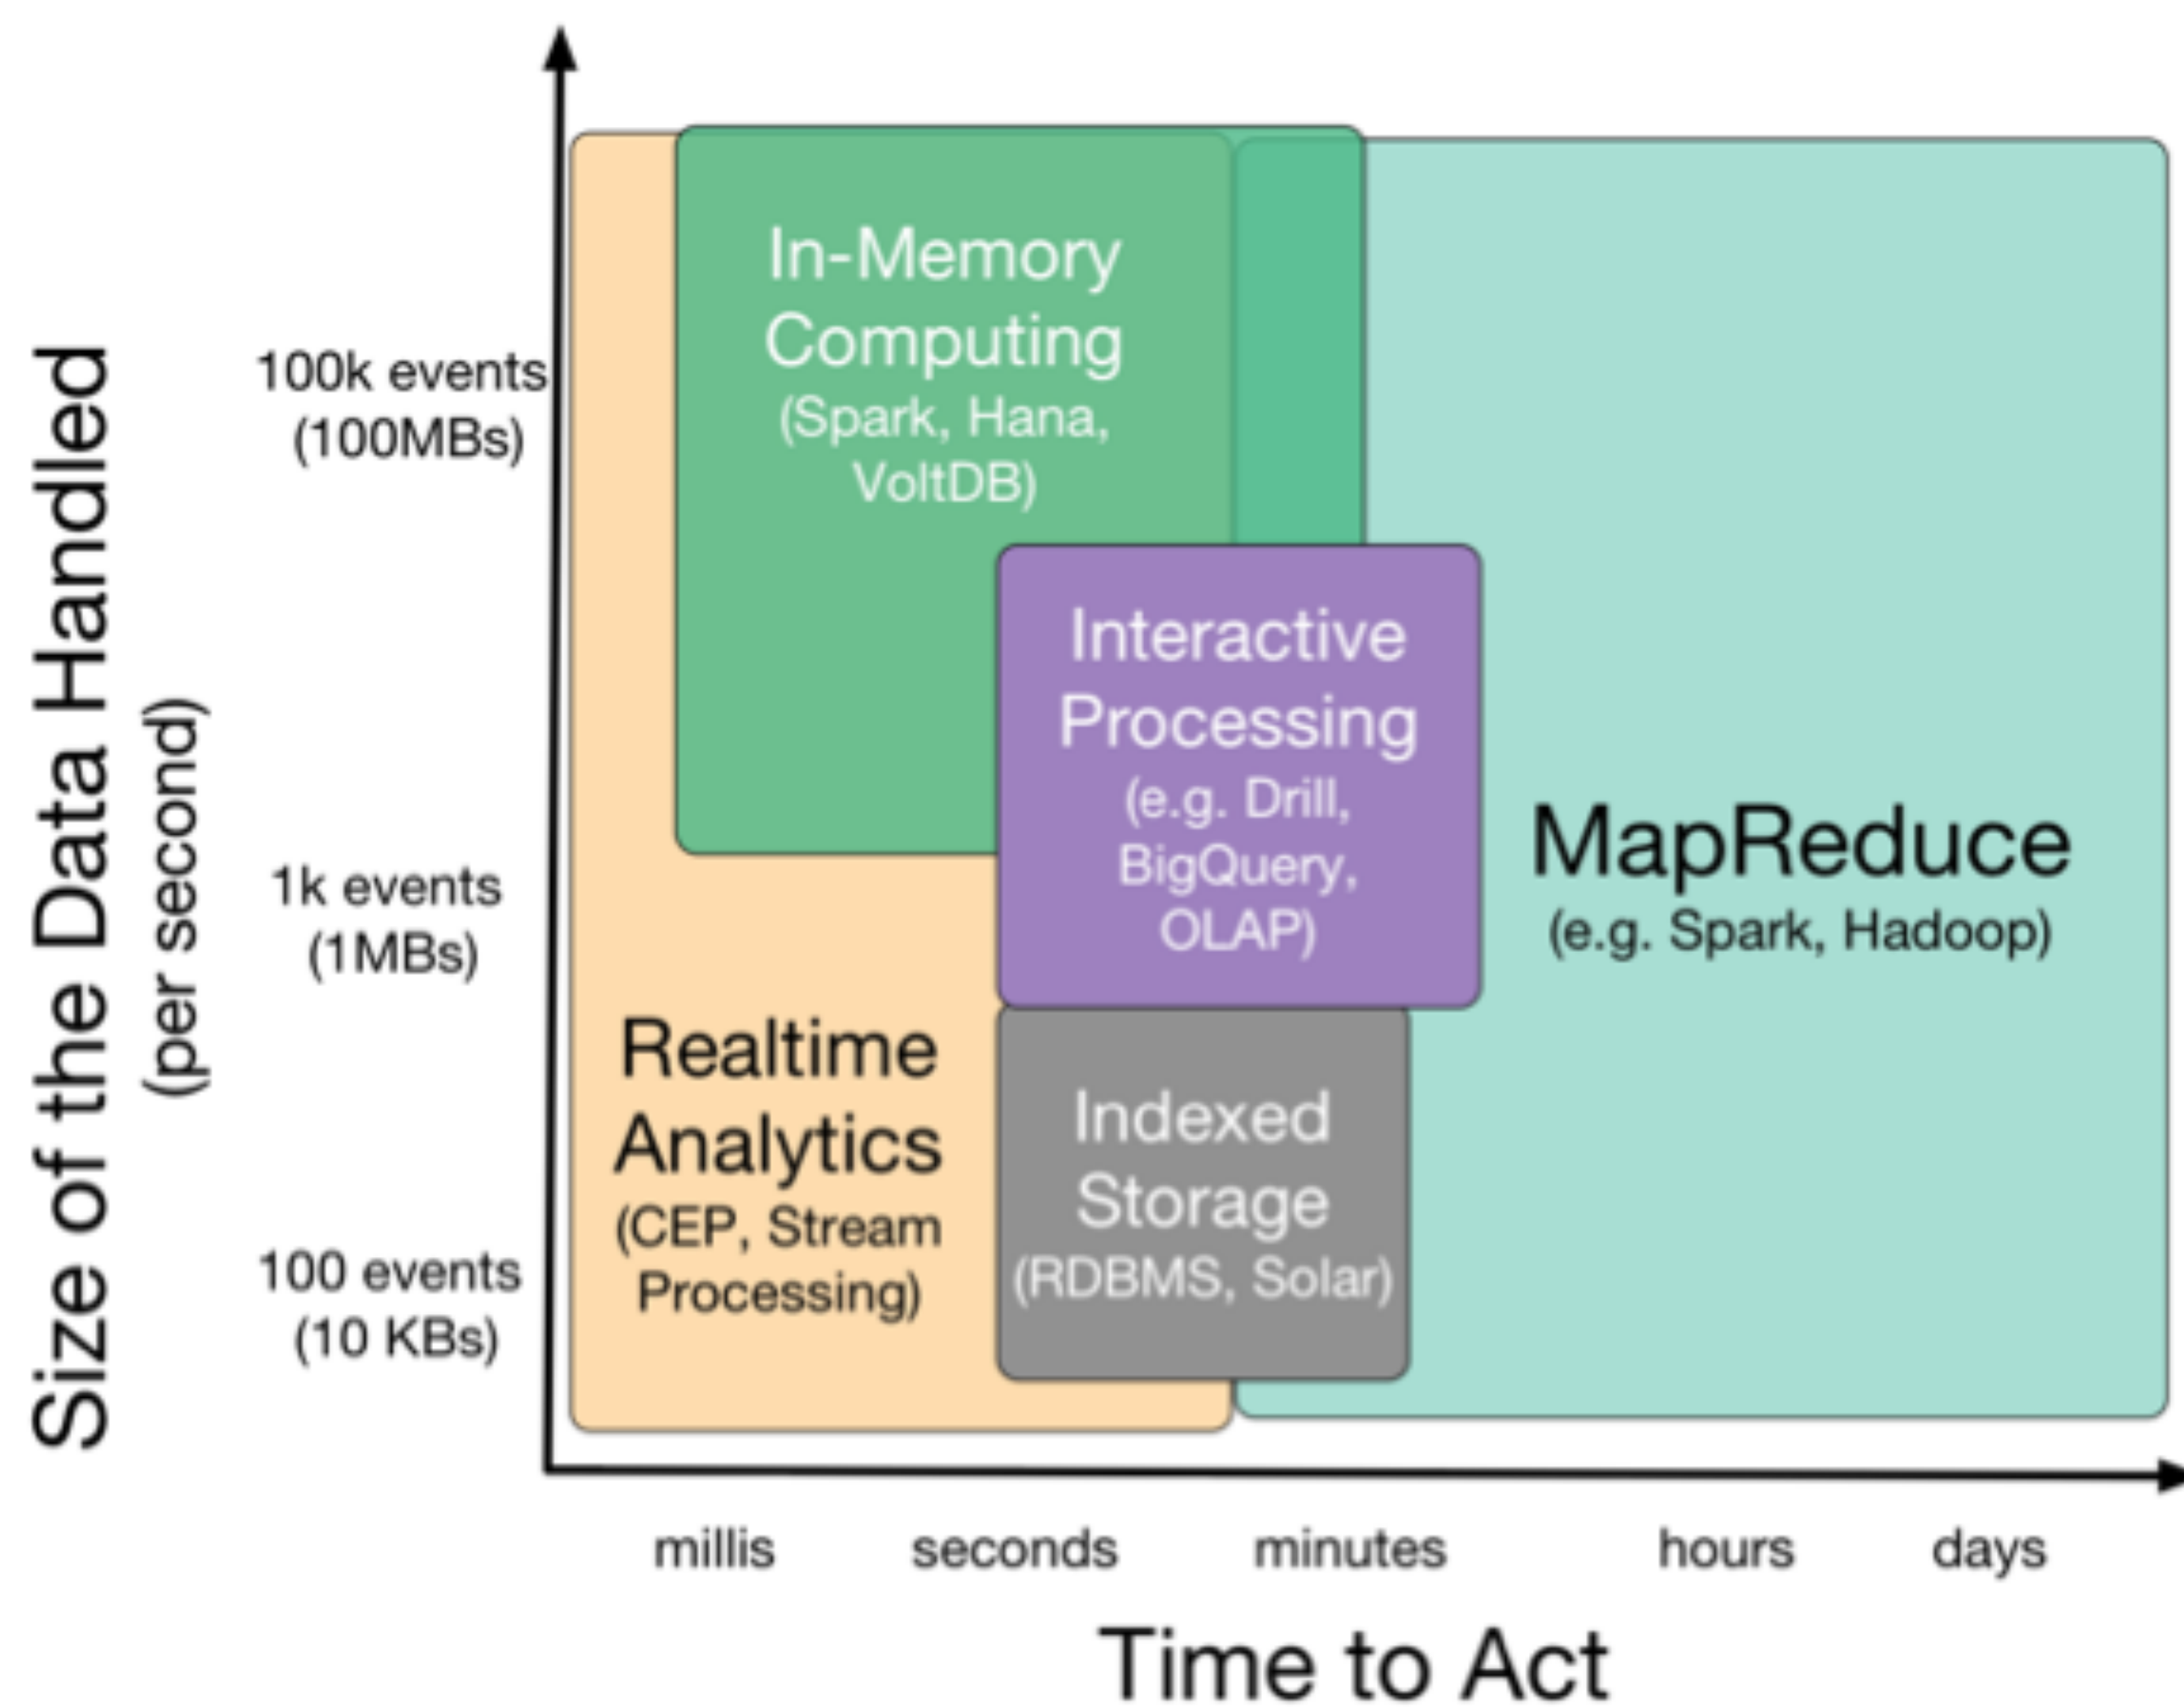 Size of the Data Handled
(per second)
100k events
(100MBs)
1k events
(1MBs)
100 events
(10 KBs)
In-Memory
Computing
(Spark, Hana,
VoltDB)
Interactive
Processing
(e.g. Drill,
BigQuery,
OLAP)
MapReduce
(e.g. Spark, Hadoop)
Realtime
Analytics
(CEP, Stream
Processing)
Indexed
Storage
(RDBMS, Solar)
millis seconds minutes hours days
Time to Act